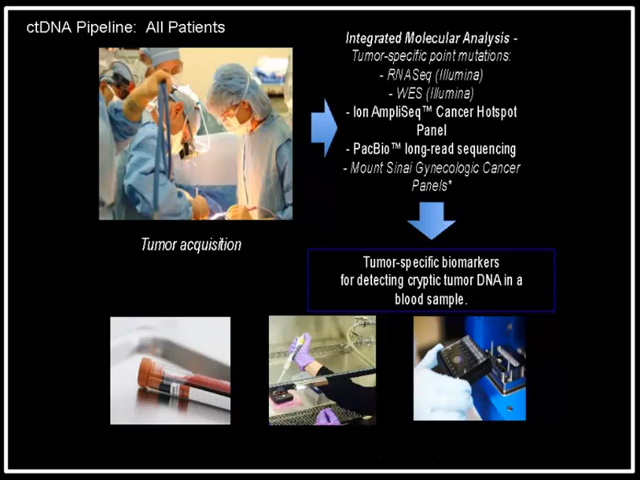 ctDNA Pipeline: All Patients
Integrated Molecular Analysis -
Tumor-specific point mutations:
- RNASeq (Illumina)
- WES (Illumina)
- Ion AmpliSeq™ Cancer Hotspot
Panel
- PacBio™ long-read sequencing
- Mount Sinai Gynecologic Cancer
Panels*
Tumor acquisition
Tumor-specific biomarkers
for detecting cryptic tumor DNA in a
blood sample.